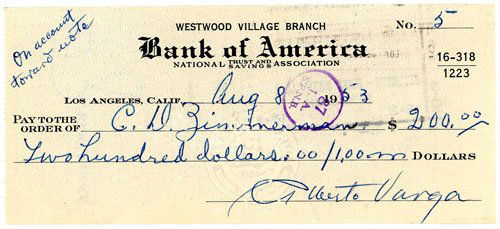 WESTWOOD VILLAGE BRANCH No. 5
On account
toward note
Bank of America
NATIONAL TRUST AND SAVINGS ASSOCIATION
16-318
1223
LOS ANGELES, CALIF. Aug 8 1953
PAY TO THE
ORDER OF C. D. Zimmerman $ 200.00
Two hundred dollars. 00/1,00 DOLLARS
Alberto Varga